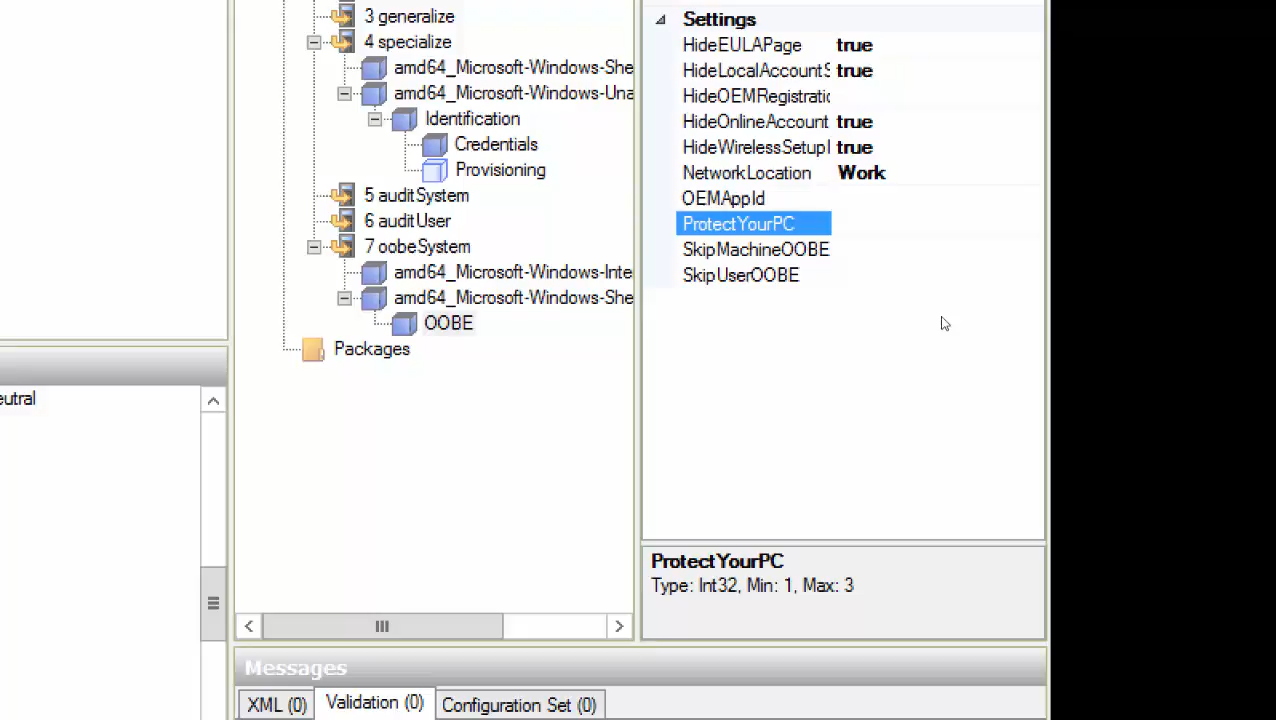 3 generalize
4 specialize
amd64_Microsoft-Windows-She
amd64_Microsoft-Windows-Una
Identification
Credentials
Provisioning
5 auditSystem
6 auditUser
7 oobeSystem
amd64_Microsoft-Windows-Inte
amd64_Microsoft-Windows-She
OOBE
Packages
eutral
Settings
HideEULAPage true
HideLocalAccountS true
HideOEMRegistratic
HideOnlineAccount true
HideWirelessSetupI true
NetworkLocation Work
OEMAppId
ProtectYourPC
SkipMachineOOBE
SkipUserOOBE
ProtectYourPC
Type: Int32, Min: 1, Max: 3
Messages
XML (0) Validation (0) Configuration Set (0)